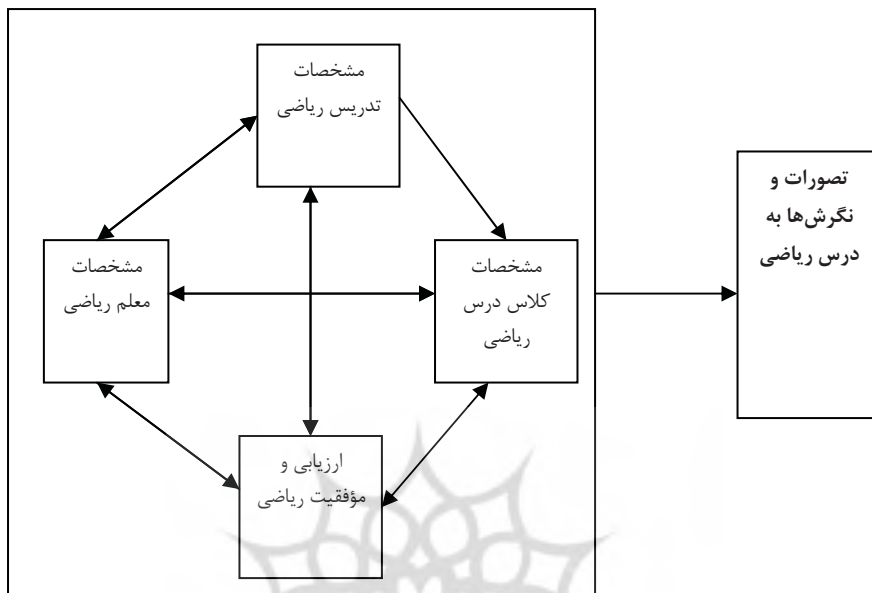 مشخصات
تدریس ریاضی
تصورات و
نگرش‌ها به
درس ریاضی
مشخصات
کلاس درس
ریاضی
مشخصات
معلم ریاضی
ارزیابی و
مؤفقیت ریاضی